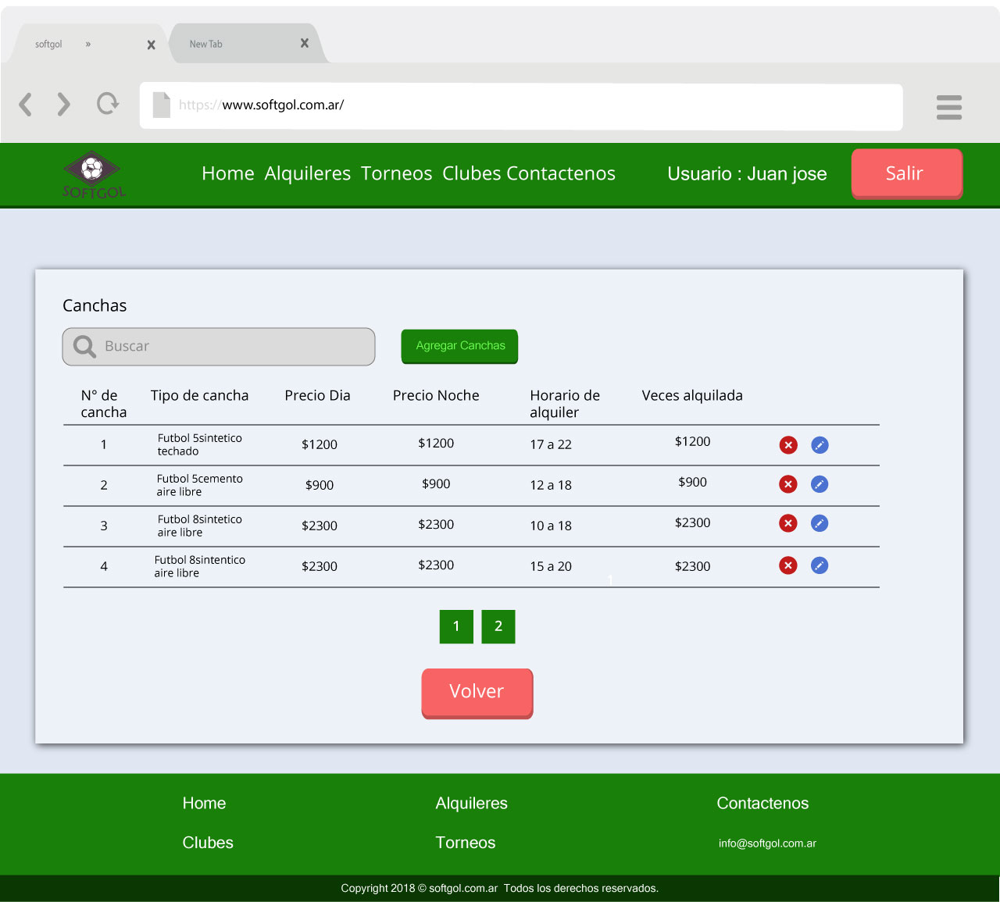 softgol » X New Tab X
https://www.softgol.com.ar/
SOFTGOL
Home Alquileres Torneos Clubes Contactenos Usuario : Juan jose Salir
Canchas
Buscar Agregar Canchas
N° de cancha Tipo de cancha Precio Dia Precio Noche Horario de alquiler Veces alquilada
1 Futbol 5sintetico techado $1200 $1200 17 a 22 $1200
2 Futbol 5cemento aire libre $900 $900 12 a 18 $900
3 Futbol 8sintetico aire libre $2300 $2300 10 a 18 $2300
4 Futbol 8sintentico aire libre $2300 $2300 15 a 20 $2300
1
1 2
Volver
Home Alquileres Contactenos
Clubes Torneos info@softgol.com.ar
Copyright 2018 © softgol.com.ar Todos los derechos reservados.